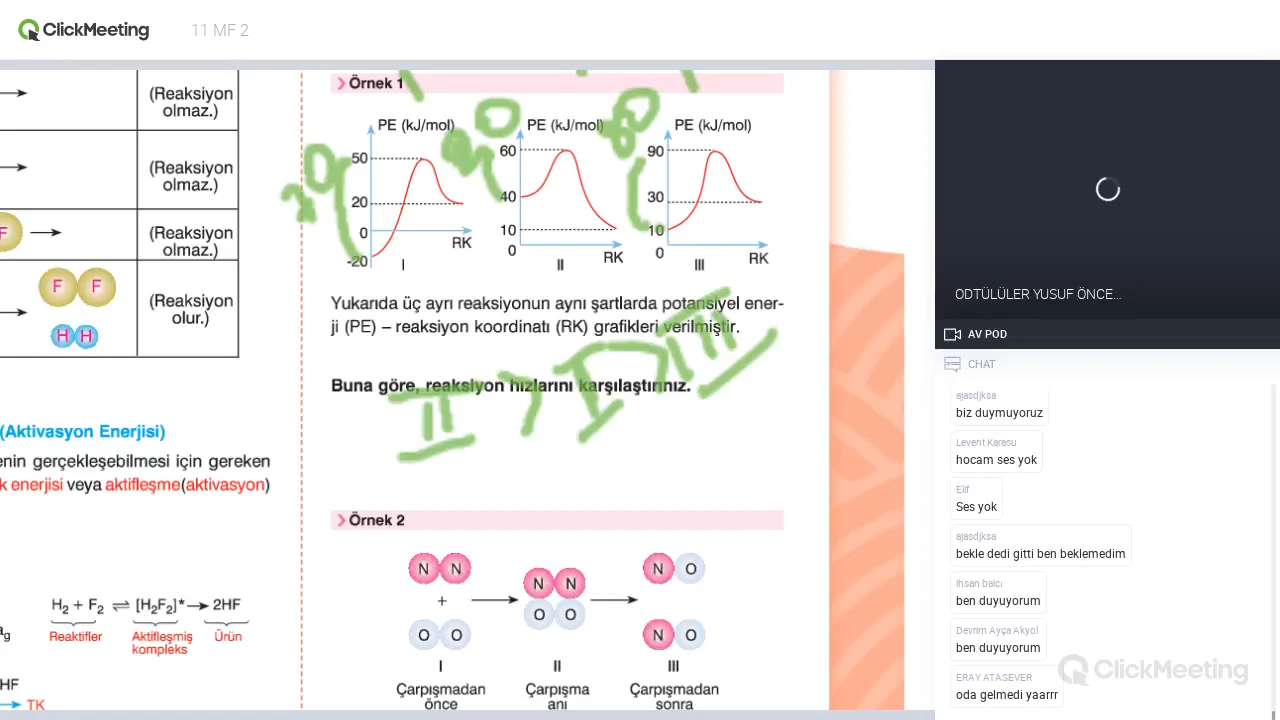 ClickMeeting 11 MF 2
(Reaksiyon
olmaz.)
(Reaksiyon
olmaz.)
F
(Reaksiyon
olmaz.)
F F
H H
(Reaksiyon
olur.)
(Aktivasyon Enerjisi)
enin gerçekleşebilmesi için gereken
k enerjisi veya aktifleşme(aktivasyon)
H2 + F2 ⇌ [H2F2]* → 2HF
Reaktifler Aktifleşmiş Ürün
kompleks
HF
TK
Örnek 1
PE (kJ/mol) PE (kJ/mol) PE (kJ/mol)
50 60 90
20 40 30
0 10 10
-20 0 0
RK RK RK
I II III
Yukarıda üç ayrı reaksiyonun aynı şartlarda potansiyel ener-
ji (PE) – reaksiyon koordinatı (RK) grafikleri verilmiştir.
Buna göre, reaksiyon hızlarını karşılaştırınız.
II > I > III
Örnek 2
N N N N N O
+
O O O O N O
I II III
Çarpışmadan Çarpışma Çarpışmadan
önce anı sonra
ODTÜLÜLER YUSUF ÖNCE...
AV POD
CHAT
ajasdjksa
biz duymuyoruz
Levent Karasu
hocam ses yok
Elif
Ses yok
ajasdjksa
bekle dedi gitti ben beklemedim
Ihsan balcı
ben duyuyorum
Devrim Ayça Akyol
ben duyuyorum
ERAY ATASEVER
oda gelmedi yaarrr
ClickMeeting